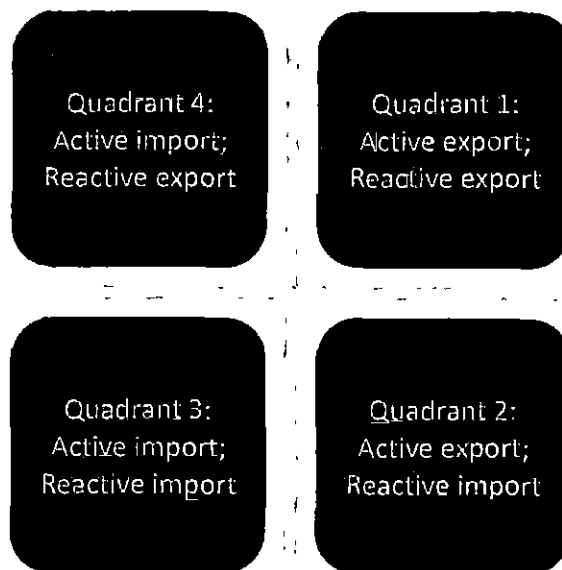 Quadrant 4:
Active import;
Reactive export
Quadrant 1:
Active export;
Reactive export
Quadrant 3:
Active import;
Reactive import
Quadrant 2:
Active export;
Reactive import